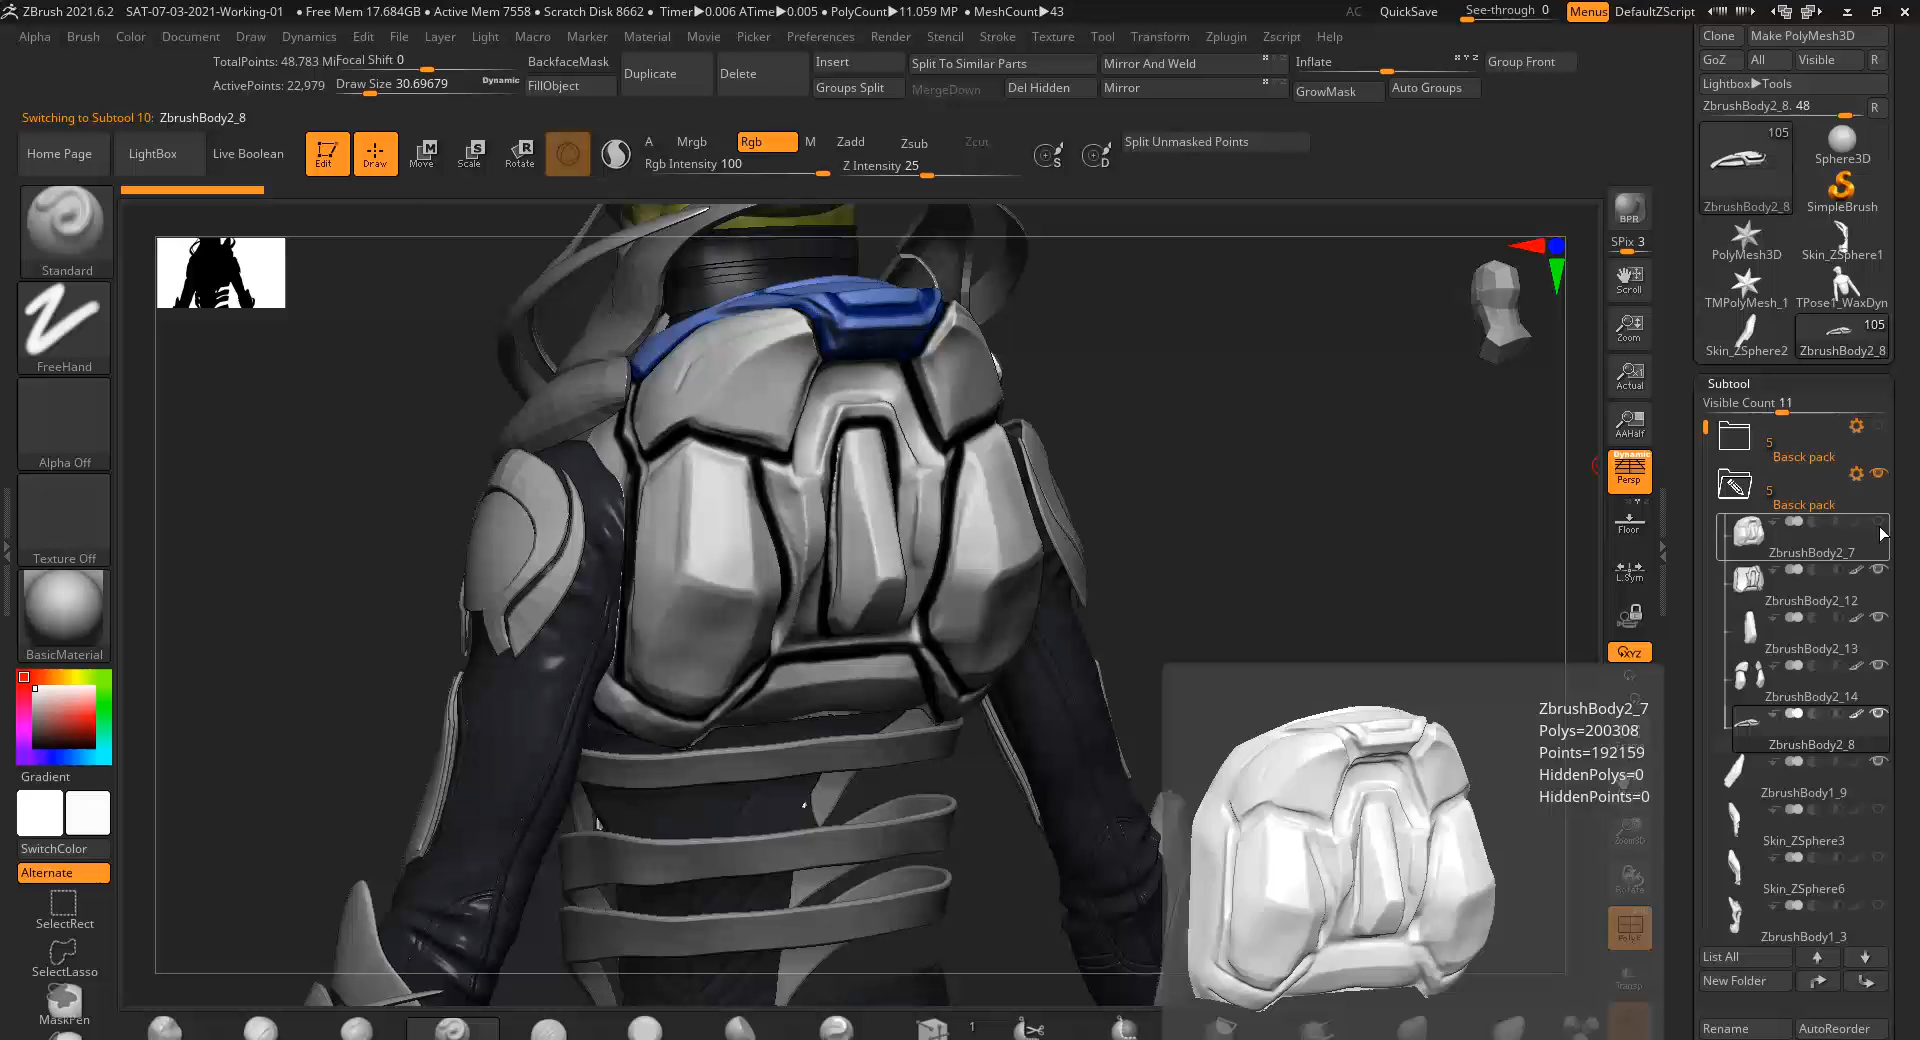 ZBrush 2021.6.2 SAT-07-03-2021-Working-01 • Free Mem 17.684GB • Active Mem 7558 • Scratch Disk 8662 • Timer▶0.006 ATime▶0.005 • PolyCount▶11.059 MP • MeshCount▶43 AC QuickSave See-through 0 Menus DefaultZScript
Alpha Brush Color Document Draw Dynamics Edit File Layer Light Macro Marker Material Movie Picker Preferences Render Stencil Stroke Texture Tool Transform Zplugin Zscript Help
Clone Make PolyMesh3D
GoZ All Visible R
Lightbox▶Tools
ZbrushBody2_8. 48 R
TotalPoints: 48.783 Mi Focal Shift 0 BackfaceMask Duplicate Delete Insert Split To Similar Parts Mirror And Weld Inflate Group Front
ActivePoints: 22,979 Draw Size 30.69679 Dynamic FillObject Groups Split MergeDown Del Hidden Mirror GrowMask Auto Groups
Switching to Subtool 10: ZbrushBody2_8
Home Page LightBox Live Boolean Edit Draw Move Scale Rotate A Mrgb Rgb M Zadd Zsub Zcut Split Unmasked Points
Rgb Intensity 100 Z Intensity 25
M S R S D
105
Sphere3D
ZbrushBody2_8 SimpleBrush
PolyMesh3D Skin_ZSphere1
TMPolyMesh_1 TPose1_WaxDyn
105
Skin_ZSphere2 ZbrushBody2_8
Standard
FreeHand
Alpha Off
Texture Off
BasicMaterial
Gradient
SwitchColor
Alternate
SelectRect
SelectLasso
MaskPen
BPR
SPix 3
Scroll
Zoom
Actual
AAHalf
Dynamic
Persp
Floor
L.Sym
XYZ
Zoom3D
Rotate
PolyF
Transp
ZbrushBody2_7
Polys=200308
Points=192159
HiddenPolys=0
HiddenPoints=0
1
Subtool
Visible Count 11
5
Basck pack
5
Basck pack
ZbrushBody2_7
ZbrushBody2_12
ZbrushBody2_13
ZbrushBody2_14
ZbrushBody2_8
ZbrushBody1_9
Skin_ZSphere3
Skin_ZSphere6
ZbrushBody1_3
List All
New Folder
Rename AutoReorder